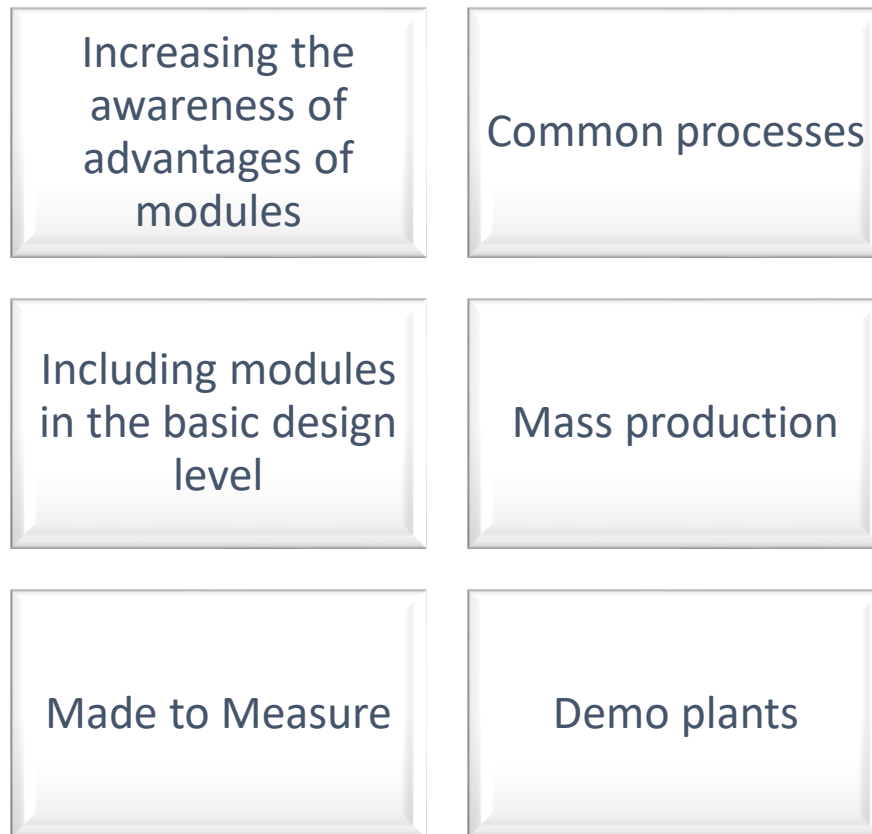 Increasing the
awareness of
advantages of
modules
Common processes
Including modules
in the basic design
level
Mass production
Made to Measure
Demo plants